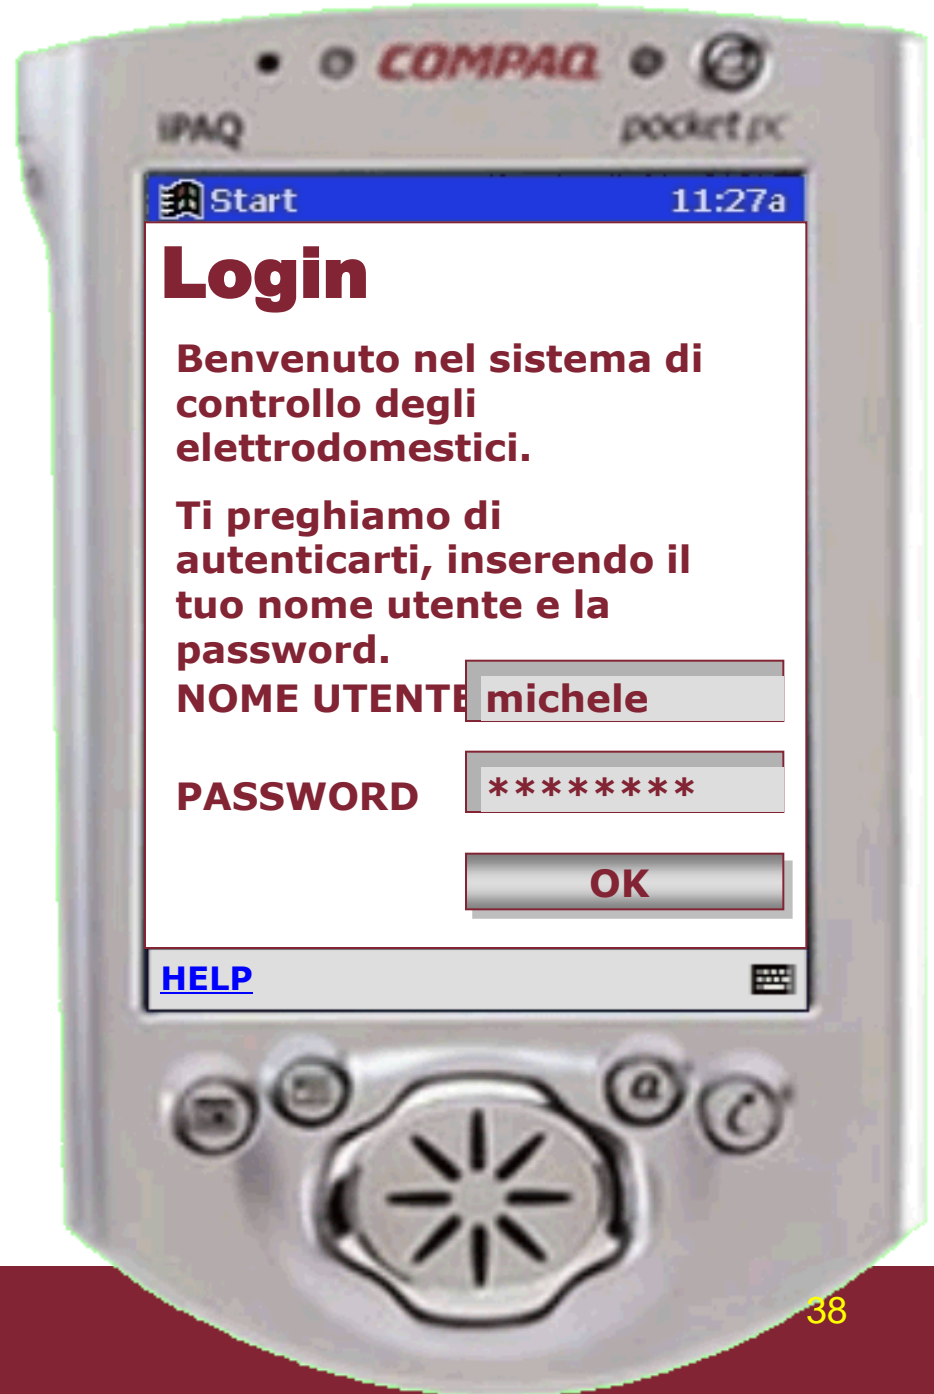 COMPAQ
iPAQ pocket pc
Start 11:27a
Login
Benvenuto nel sistema di
controllo degli
elettrodomestici.
Ti preghiamo di
autenticarti, inserendo il
tuo nome utente e la
password.
NOME UTENTE michele
PASSWORD ********
OK
HELP
38